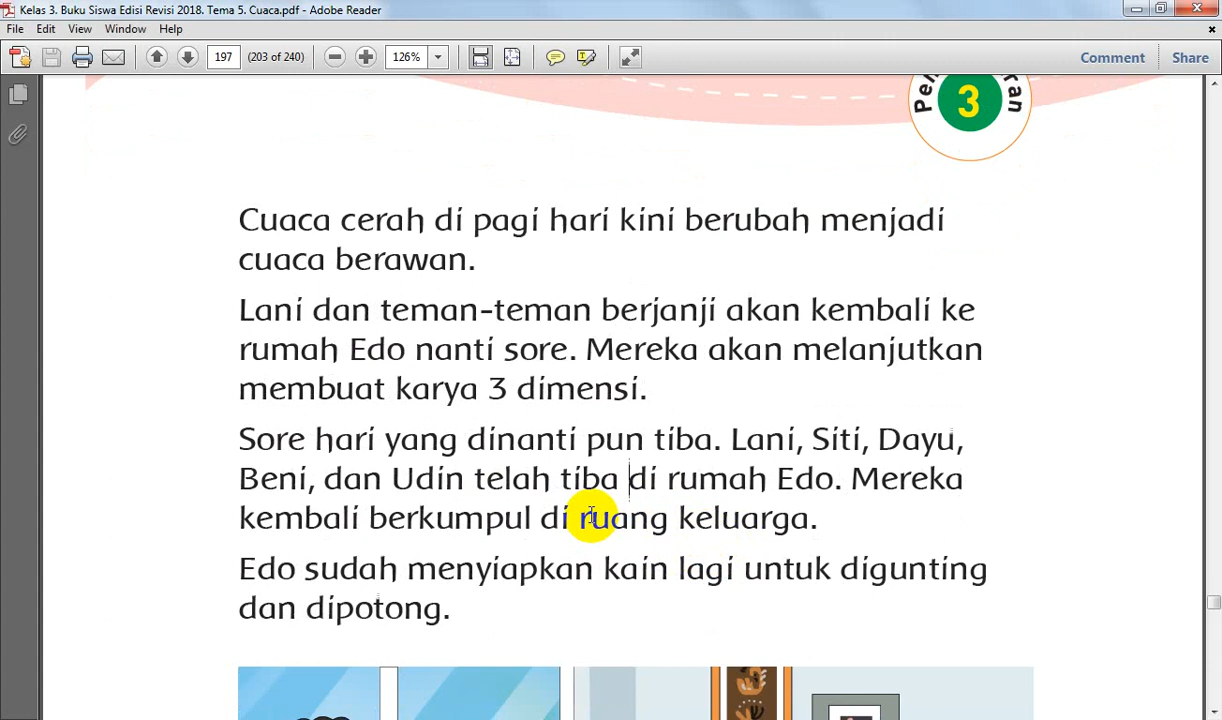 Kelas 3. Buku Siswa Edisi Revisi 2018. Tema 5. Cuaca.pdf - Adobe Reader
File Edit View Window Help
197 (203 of 240) 126% Comment Share
3
Cuaca cerah di pagi hari kini berubah menjadi
cuaca berawan.
Lani dan teman-teman berjanji akan kembali ke
rumah Edo nanti sore. Mereka akan melanjutkan
membuat karya 3 dimensi.
Sore hari yang dinanti pun tiba. Lani, Siti, Dayu,
Beni, dan Udin telah tiba di rumah Edo. Mereka
kembali berkumpul di ruang keluarga.
Edo sudah menyiapkan kain lagi untuk digunting
dan dipotong.